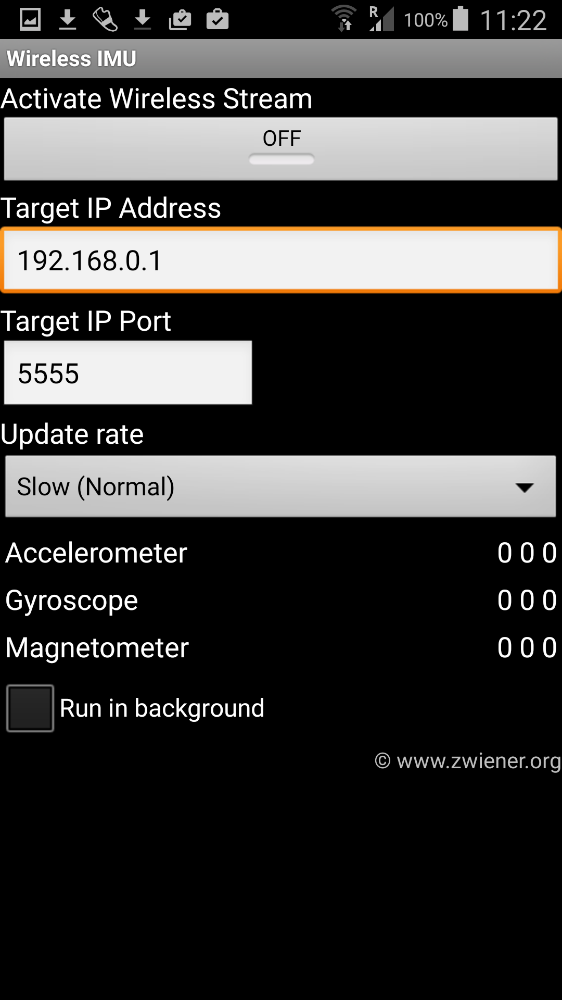 R 100% 11:22
Wireless IMU
Activate Wireless Stream
OFF
Target IP Address
192.168.0.1
Target IP Port
5555
Update rate
Slow (Normal)
Accelerometer 0 0 0
Gyroscope 0 0 0
Magnetometer 0 0 0
Run in background
© www.zwiener.org